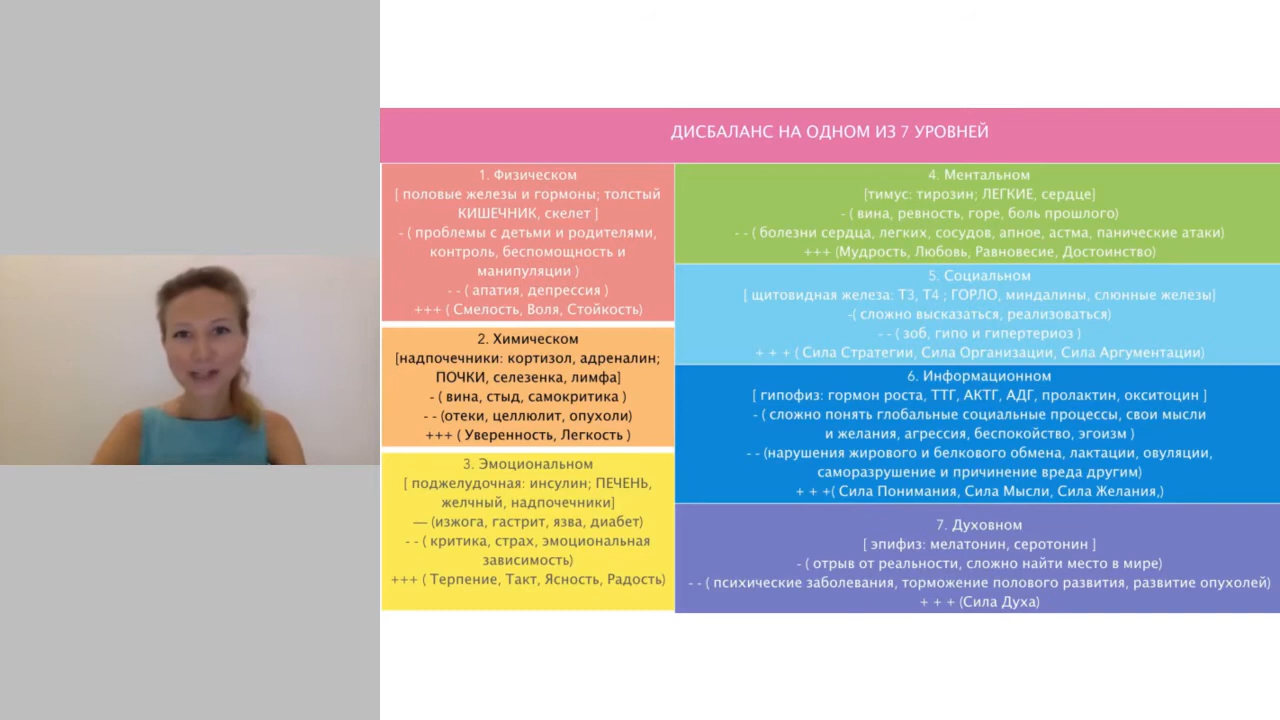 ДИСБАЛАНС НА ОДНОМ ИЗ 7 УРОВНЕЙ
1. Физическом
[ половые железы и гормоны; толстый
КИШЕЧНИК, скелет ]
- ( проблемы с детьми и родителями,
контроль, беспомощность и
манипуляции )
- - ( апатия, депрессия )
+++ ( Смелость, Воля, Стойкость)
2. Химическом
[надпочечники: кортизол, адреналин;
ПОЧКИ, селезенка, лимфа]
- ( вина, стыд, самокритика )
- - (отеки, целлюлит, опухоли)
+++ ( Уверенность, Легкость )
3. Эмоциональном
[ поджелудочная: инсулин; ПЕЧЕНЬ,
желчный, надпочечники]
— (изжога, гастрит, язва, диабет)
- - ( критика, страх, эмоциональная
зависимость)
+++ ( Терпение, Такт, Ясность, Радость)
4. Ментальном
[тимус: тирозин; ЛЕГКИЕ, сердце]
- ( вина, ревность, горе, боль прошлого)
- - ( болезни сердца, легких, сосудов, апное, астма, панические атаки)
+++ (Мудрость, Любовь, Равновесие, Достоинство)
5. Социальном
[ щитовидная железа: Т3, Т4 ; ГОРЛО, миндалины, слюнные железы]
-( сложно высказаться, реализоваться)
- - ( зоб, гипо и гипертериоз )
+ + + ( Сила Стратегии, Сила Организации, Сила Аргументации)
6. Информационном
[ гипофиз: гормон роста, ТТГ, АКТГ, АДГ, пролактин, окситоцин ]
- ( сложно понять глобальные социальные процессы, свои мысли
и желания, агрессия, беспокойство, эгоизм )
- - (нарушения жирового и белкового обмена, лактации, овуляции,
саморазрушение и причинение вреда другим)
+ + +( Сила Понимания, Сила Мысли, Сила Желания,)
7. Духовном
[ эпифиз: мелатонин, серотонин ]
- ( отрыв от реальности, сложно найти место в мире)
- - ( психические заболевания, торможение полового развития, развитие опухолей)
+ + + (Сила Духа)